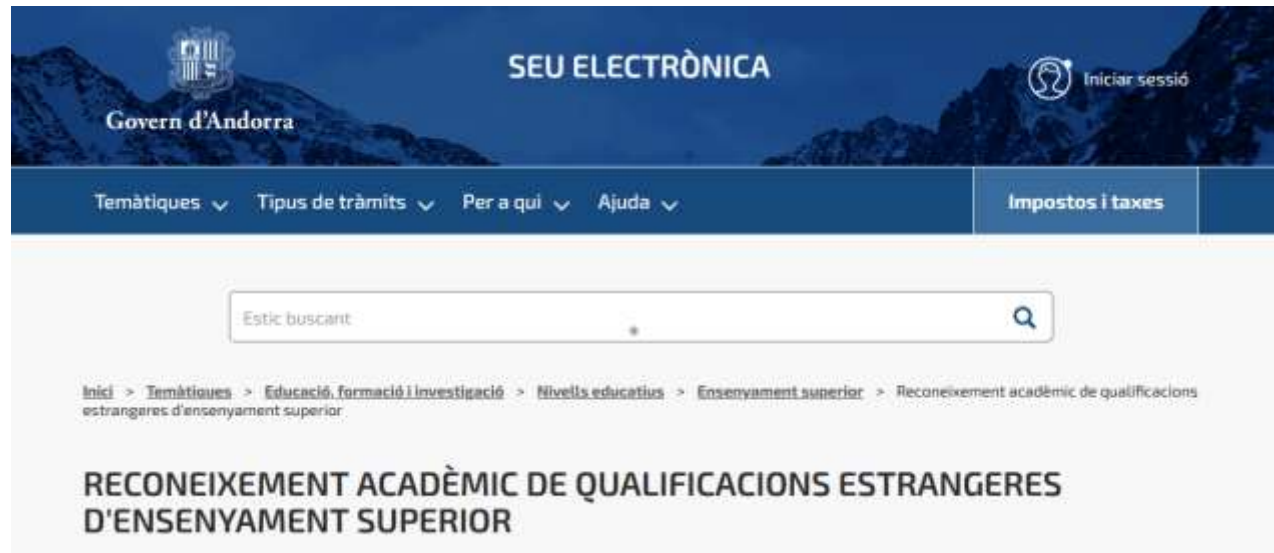 SEU ELECTRÒNICA
Iniciar sessió
Govern d'Andorra
Temàtiques
Tipus de tràmits
Per a qui
Ajuda
Impostos i taxes
Estic buscant
Inici > Temàtiques > Educació, formació i investigació > Nivells educatius > Ensenyament superior > Reconeixement acadèmic de qualificacions
estrangeres d'ensenyament superior
RECONEIXEMENT ACADÈMIC DE QUALIFICACIONS ESTRANGERES
D'ENSENYAMENT SUPERIOR